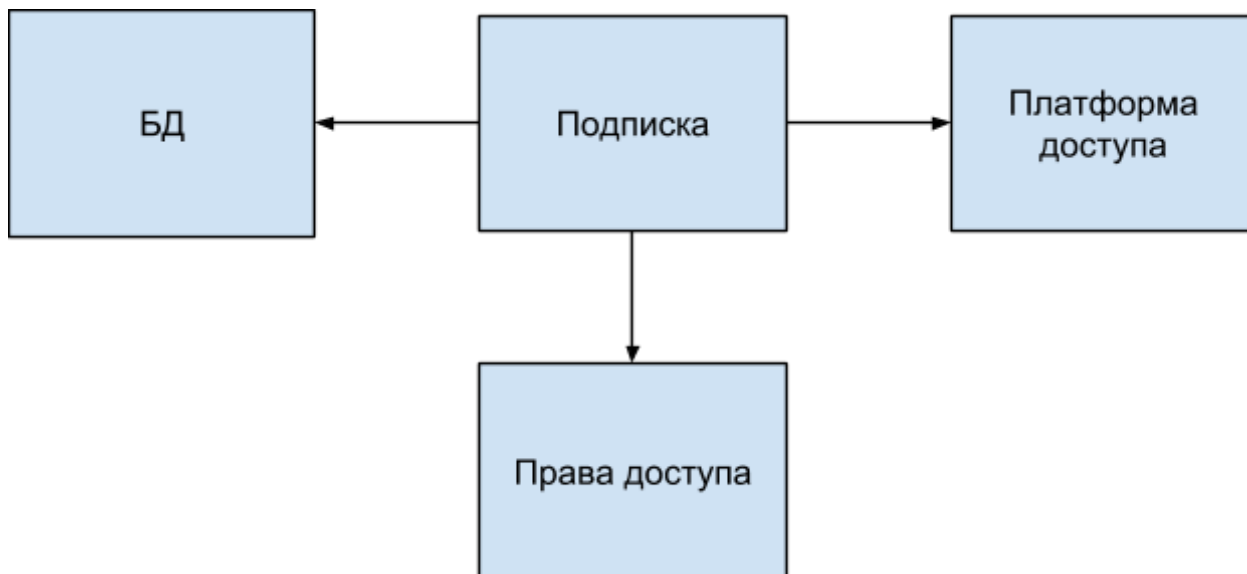 БД
Подписка
Платформа
доступа
Права доступа